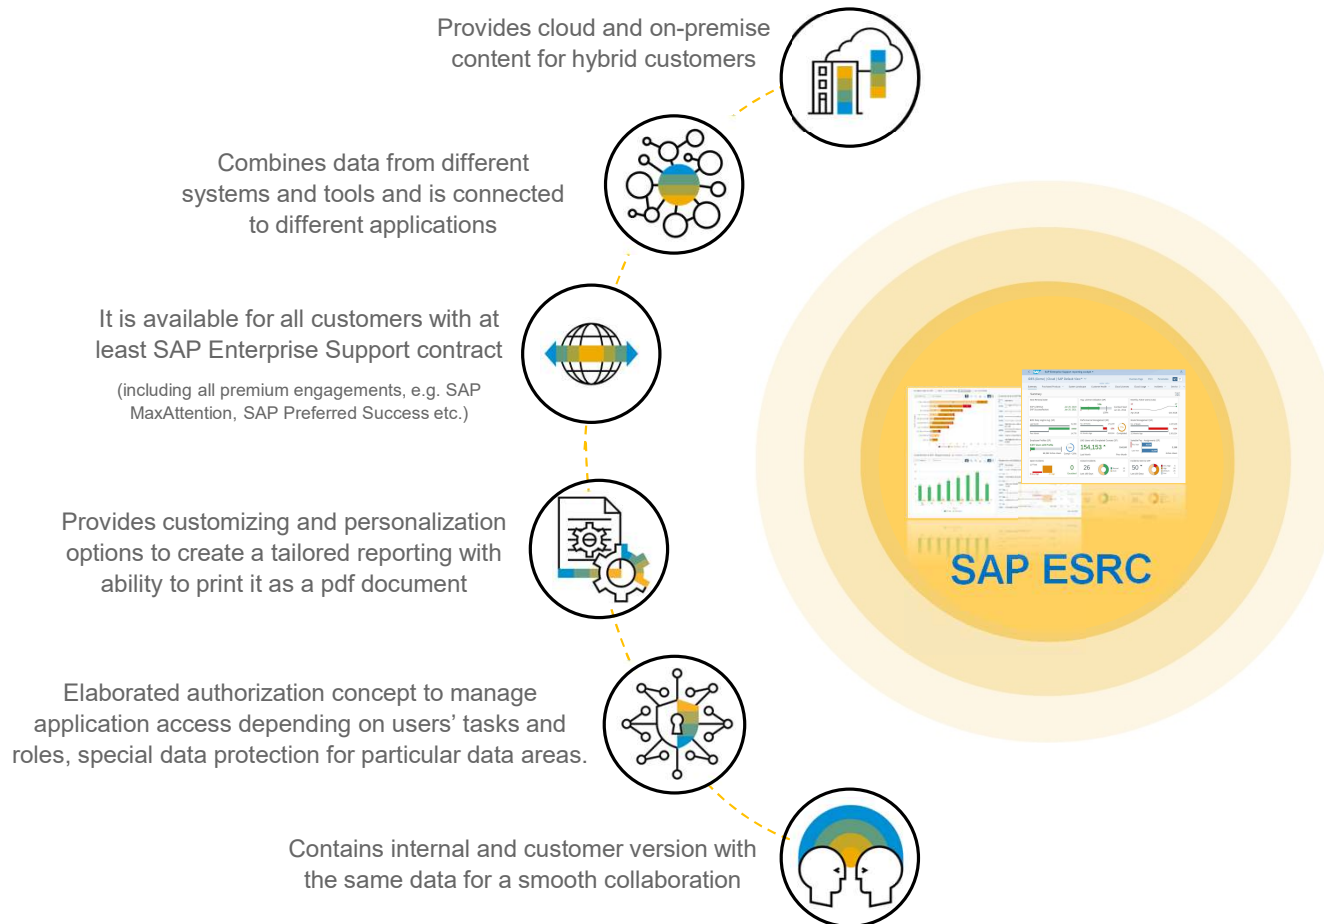 Provides cloud and on-premise
content for hybrid customers
Combines data from different
systems and tools and is connected
to different applications
It is available for all customers with at
least SAP Enterprise Support contract
(including all premium engagements, e.g. SAP
MaxAttention, SAP Preferred Success etc.)
Provides customizing and personalization
options to create a tailored reporting with
ability to print it as a pdf document
Elaborated authorization concept to manage
application access depending on users’ tasks and
roles, special data protection for particular data areas.
Contains internal and customer version with
the same data for a smooth collaboration
154,153
0
26
50
SAP ESRC